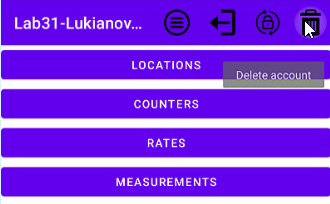 Lab31-Lukianov...
LOCATIONS
Delete account
COUNTERS
RATES
MEASUREMENTS